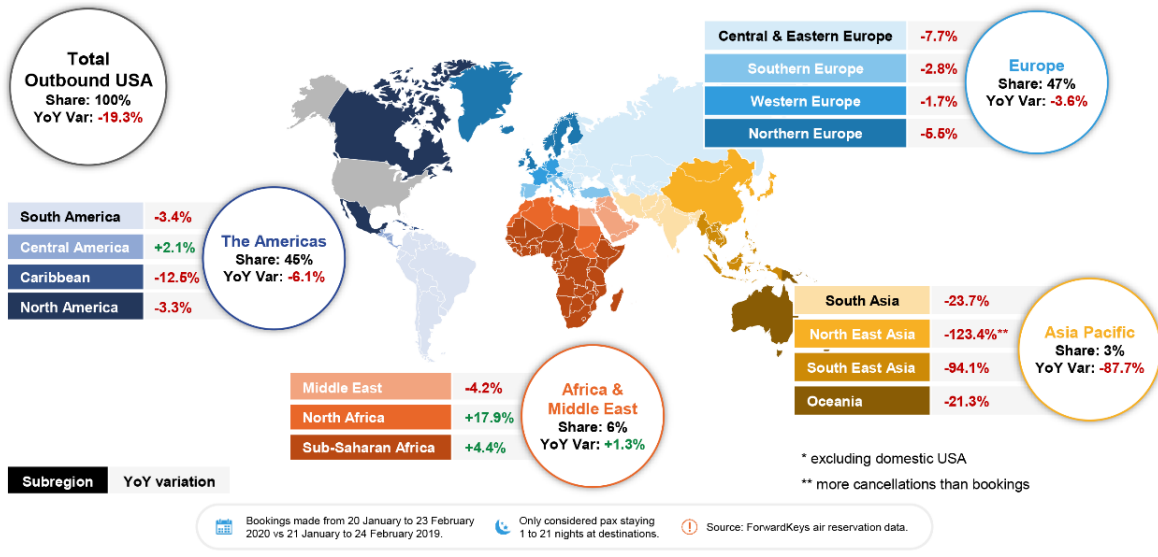 Total
Outbound USA
Share: 100%
YoY Var: -19.3%
Central & Eastern Europe -7.7%
Southern Europe -2.8%
Western Europe -1.7%
Northern Europe -5.5%
Europe
Share: 47%
YoY Var: -3.6%
South America -3.4%
Central America +2.1%
Caribbean -12.5%
North America -3.3%
The Americas
Share: 45%
YoY Var: -6.1%
South Asia -23.7%
North East Asia -123.4%**
South East Asia -94.1%
Oceania -21.3%
Asia Pacific
Share: 3%
YoY Var: -87.7%
Middle East -4.2%
North Africa +17.9%
Sub-Saharan Africa +4.4%
Africa &
Middle East
Share: 6%
YoY Var: +1.3%
* excluding domestic USA
** more cancellations than bookings
Subregion YoY variation
Bookings made from 20 January to 23 February
2020 vs 21 January to 24 February 2019.
Only considered pax staying
1 to 21 nights at destinations.
Source: ForwardKeys air reservation data.